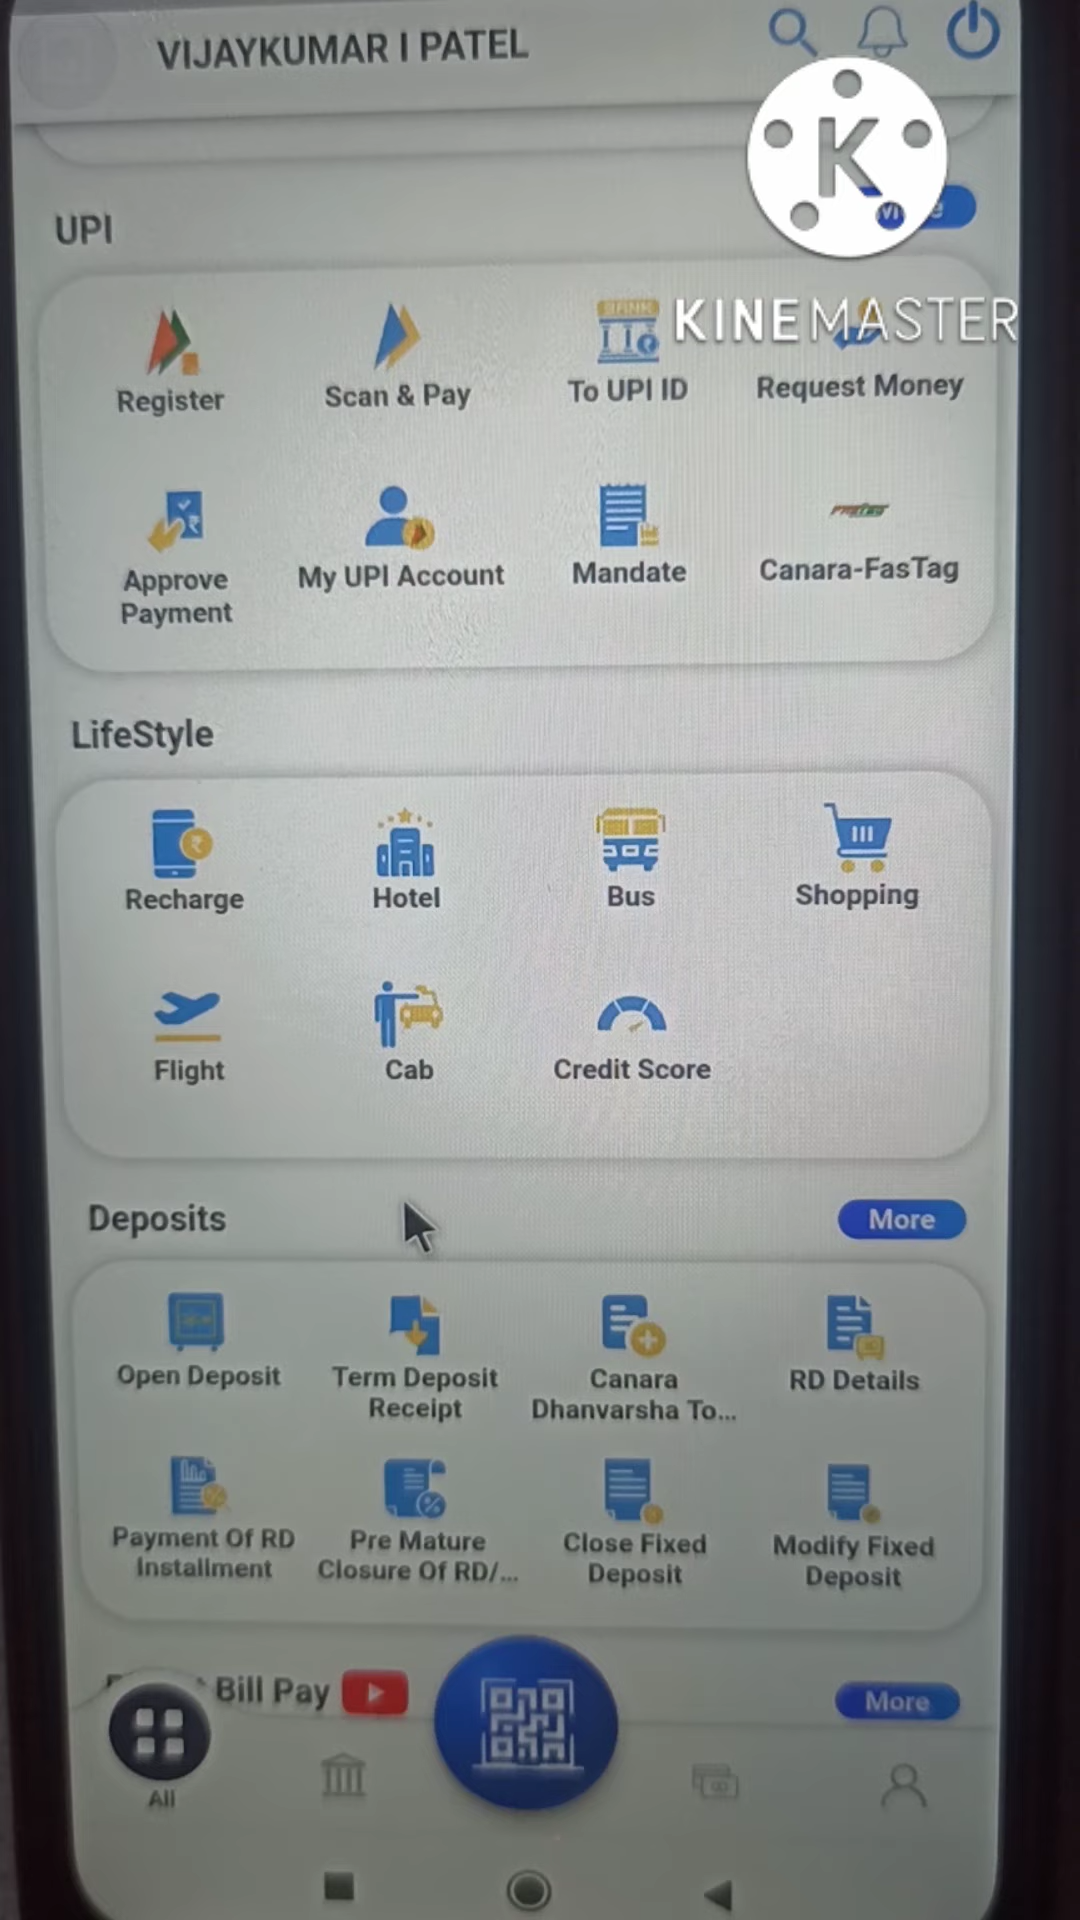 VIJAYKUMAR I PATEL
K
UPI
KINEMASTER
Register
Scan & Pay
To UPI ID
Request Money
Approve
Payment
My UPI Account
Mandate
Canara-FasTag
LifeStyle
Recharge
Hotel
Bus
Shopping
Flight
Cab
Credit Score
Deposits
More
Open Deposit
Term Deposit
Receipt
Canara
Dhanvarsha To...
RD Details
Payment Of RD
Installment
Pre Mature
Closure Of RD/...
Close Fixed
Deposit
Modify Fixed
Deposit
Bill Pay
More
All